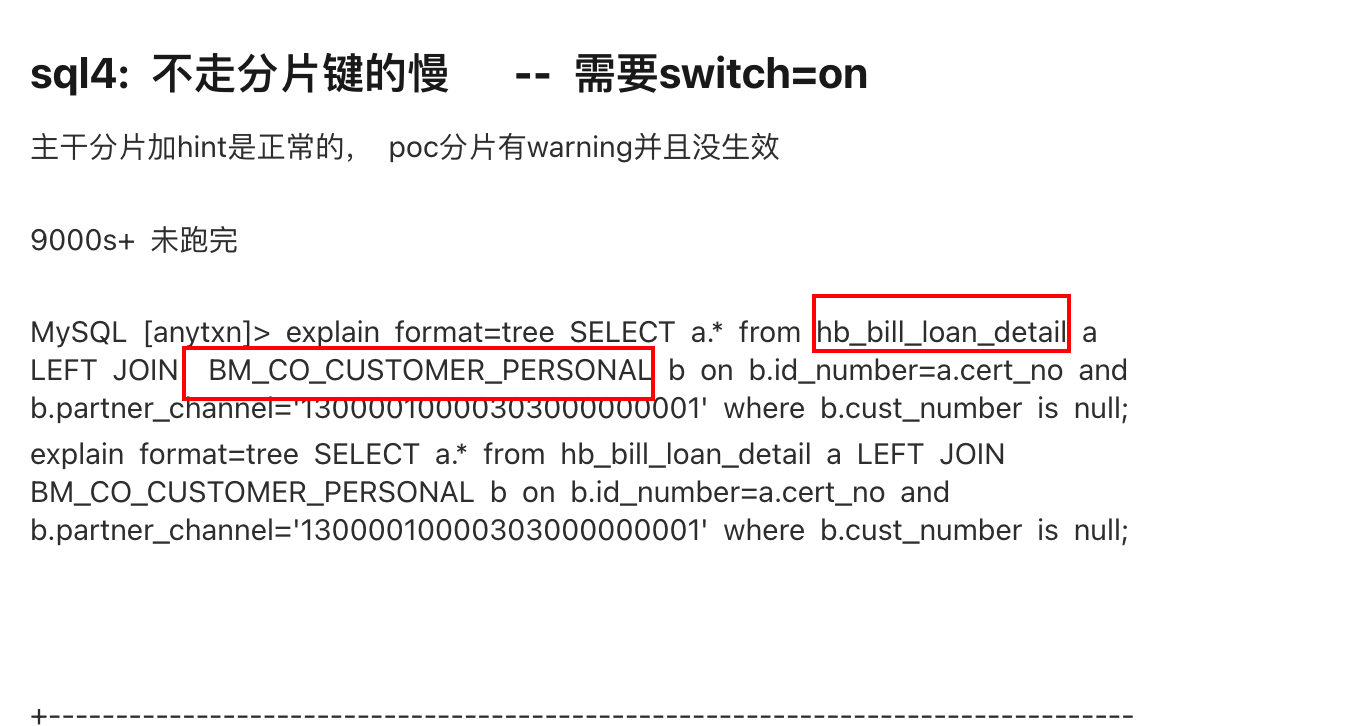 sql4: 不走分片键的慢 -- 需要switch=on
主干分片加hint是正常的， poc分片有warning并且没生效
9000s+ 未跑完
MySQL [anytxn]> explain format=tree SELECT a.* from hb_bill_loan_detail a
LEFT JOIN BM_CO_CUSTOMER_PERSONAL b on b.id_number=a.cert_no and
b.partner_channel='13000010000303000000001' where b.cust_number is null;
explain format=tree SELECT a.* from hb_bill_loan_detail a LEFT JOIN
BM_CO_CUSTOMER_PERSONAL b on b.id_number=a.cert_no and
b.partner_channel='13000010000303000000001' where b.cust_number is null;
+--------------------------------------------------------------------------------